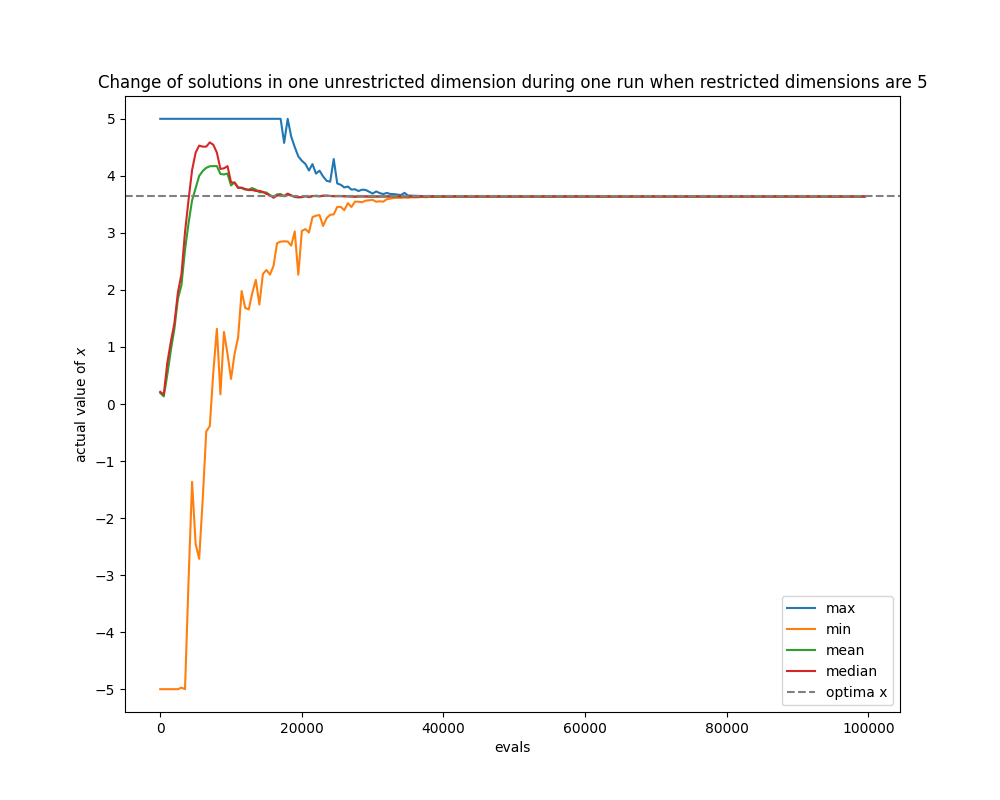 Change of solutions in one unrestricted dimension during one run when restricted dimensions are 5
5
4
3
2
1
0
−1
−2
−3
−4
−5
actual value of x
0
20000
40000
60000
80000
100000
evals
max
min
mean
median
optima x